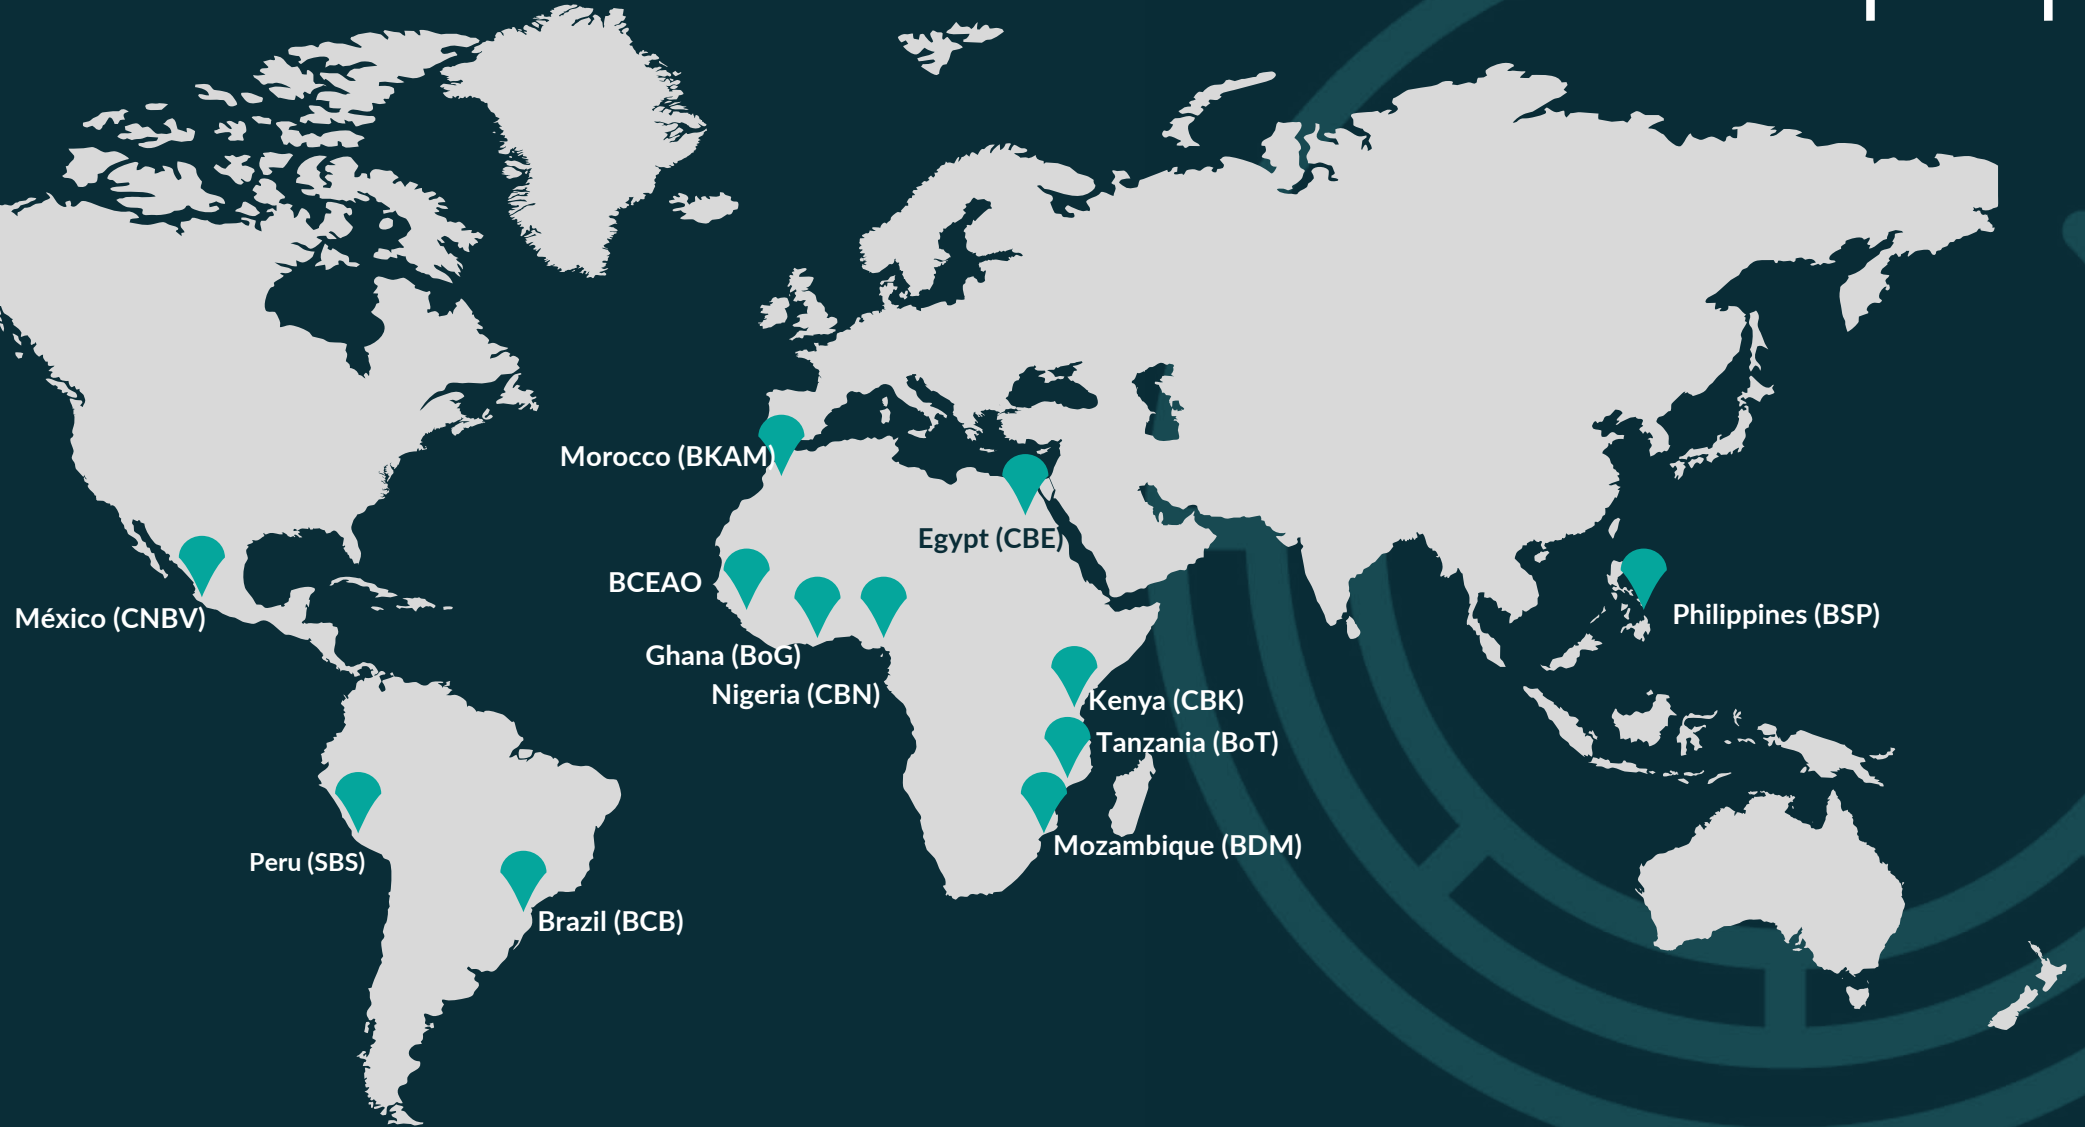 Morocco (BKAM)
Egypt (CBE)
BCEAO
México (CNBV)
Philippines (BSP)
Ghana (BoG)
Nigeria (CBN)
Kenya (CBK)
Tanzania (BoT)
Mozambique (BDM)
Peru (SBS)
Brazil (BCB)